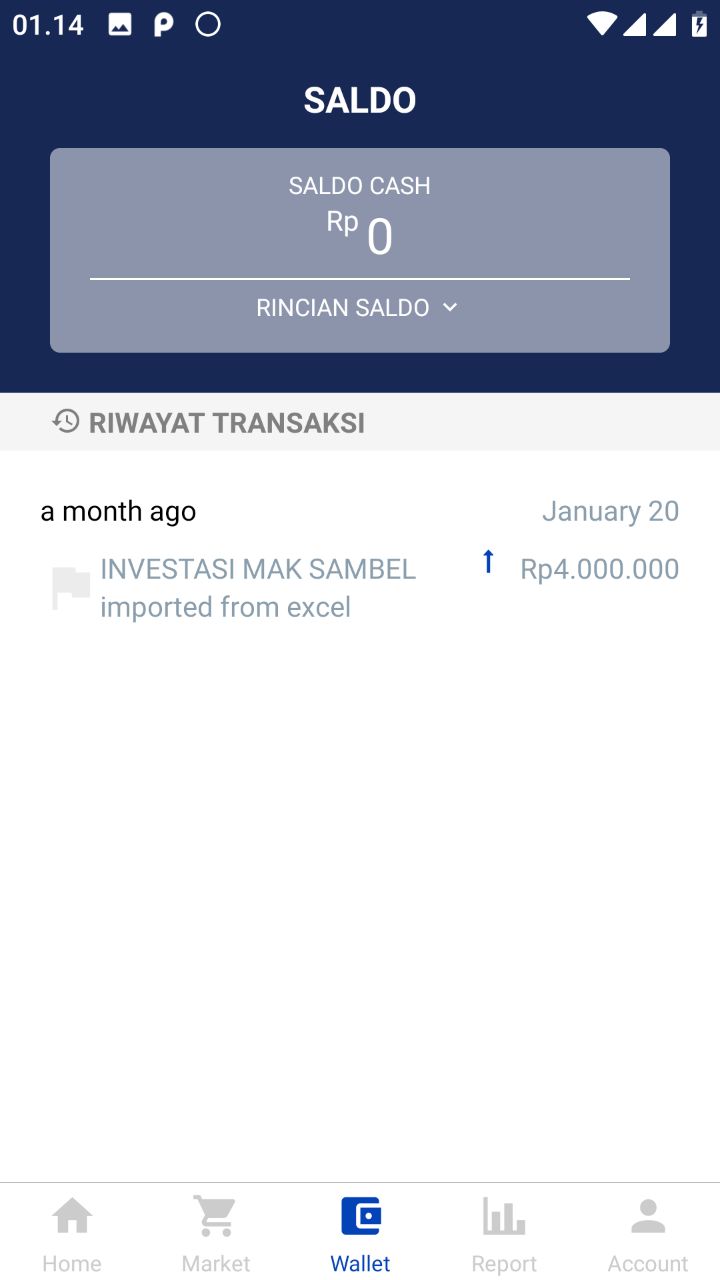 01.14
SALDO
SALDO CASH
Rp 0
RINCIAN SALDO
RIWAYAT TRANSAKSI
a month ago January 20
INVESTASI MAK SAMBEL Rp4.000.000
imported from excel
Home Market Wallet Report Account